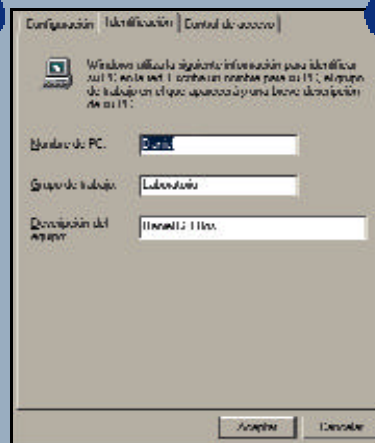 Configuración Identificación Control de acceso
Windows utiliza la siguiente información para identificar
su PC en la red. Escriba un nombre para su PC, el grupo
de trabajo en el que aparecerá y una breve descripción
de su PC.
Nombre de PC:
Grupo de trabajo: Laboratorio
Descripción del
equipo:
Aceptar Cancelar